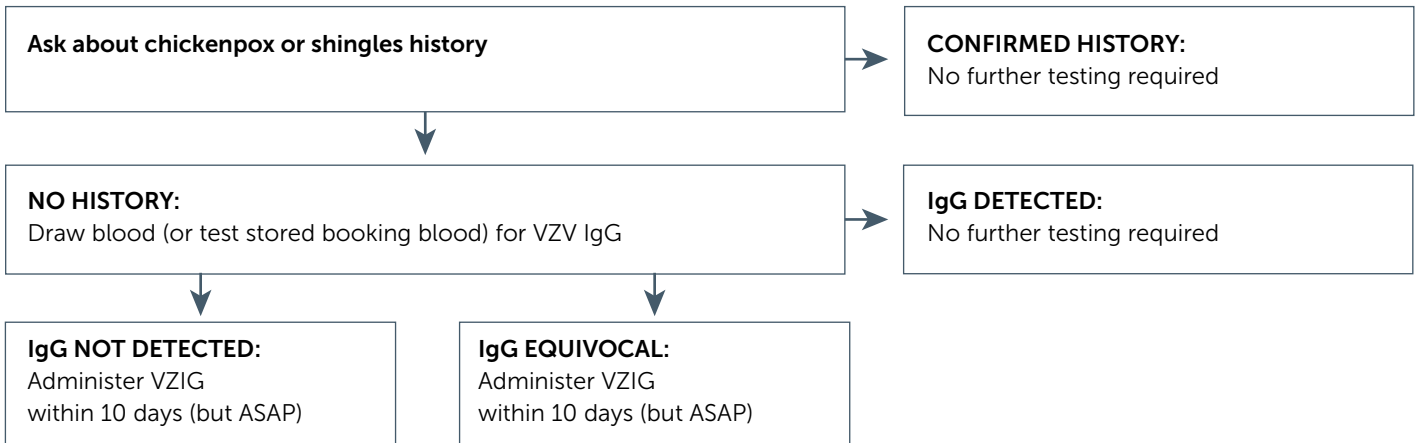 Ask about chickenpox or shingles history
CONFIRMED HISTORY:
No further testing required
NO HISTORY:
Draw blood (or test stored booking blood) for VZV IgG
IgG DETECTED:
No further testing required
IgG NOT DETECTED:
Administer VZIG
within 10 days (but ASAP)
IgG EQUIVOCAL:
Administer VZIG
within 10 days (but ASAP)